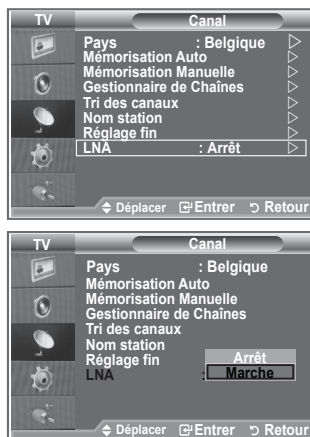 TV Canal
Pays : Belgique
Mémorisation Auto
Mémorisation Manuelle
Gestionnaire de Chaînes
Tri des canaux
Nom station
Réglage fin
LNA : Arrêt
Déplacer Entrer Retour
TV Canal
Pays : Belgique
Mémorisation Auto
Mémorisation Manuelle
Gestionnaire de Chaînes
Tri des canaux
Nom station
Réglage fin Arrêt
LNA : Marche
Déplacer Entrer Retour